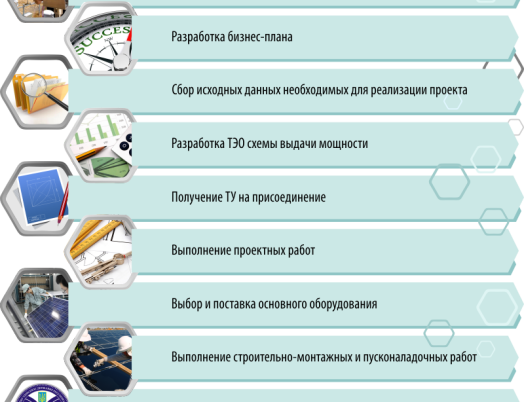 SUCCESS
Разработка бизнес-плана
Сбор исходных данных необходимых для реализации проекта
Разработка ТЭО схемы выдачи мощности
Получение ТУ на присоединение
Выполнение проектных работ
Выбор и поставка основного оборудования
Выполнение строительно-монтажных и пусконаладочных работ